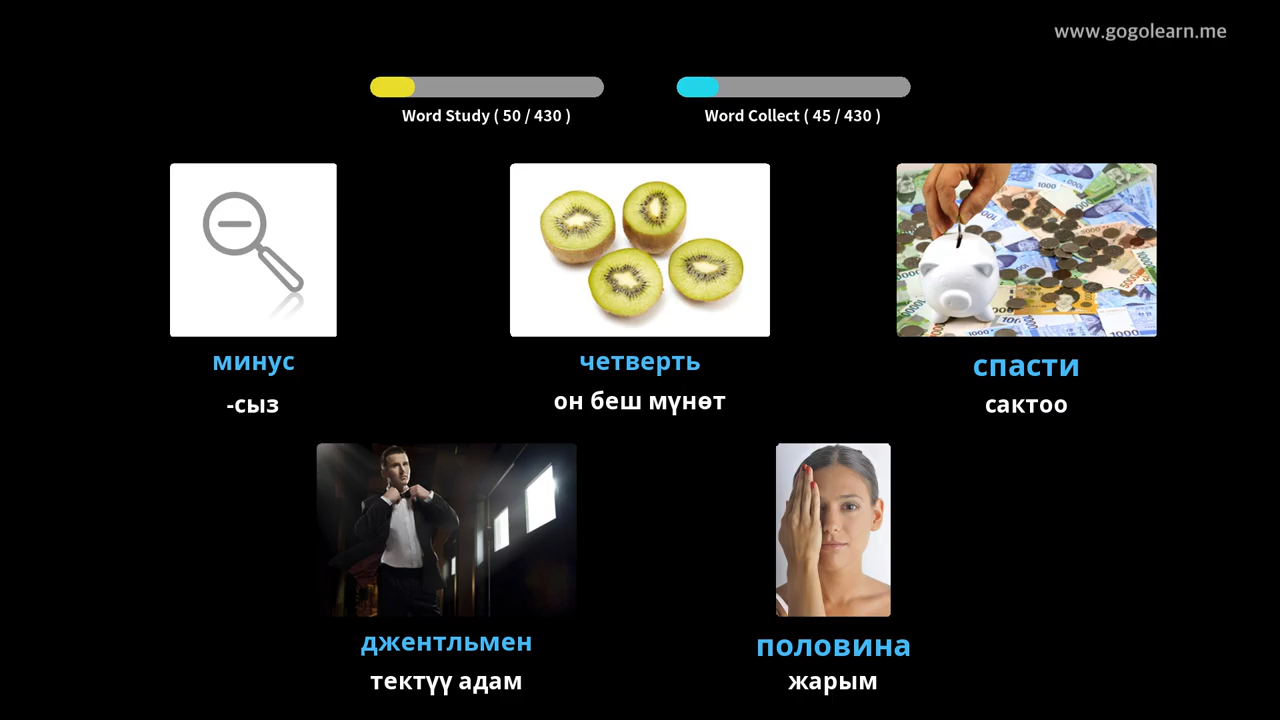 www.gogolearn.me
Word Study ( 50 / 430 )
Word Collect ( 45 / 430 )
минус
-сыз
четверть
он беш мүнөт
спасти
сактоо
джентльмен
тектүү адам
половина
жарым